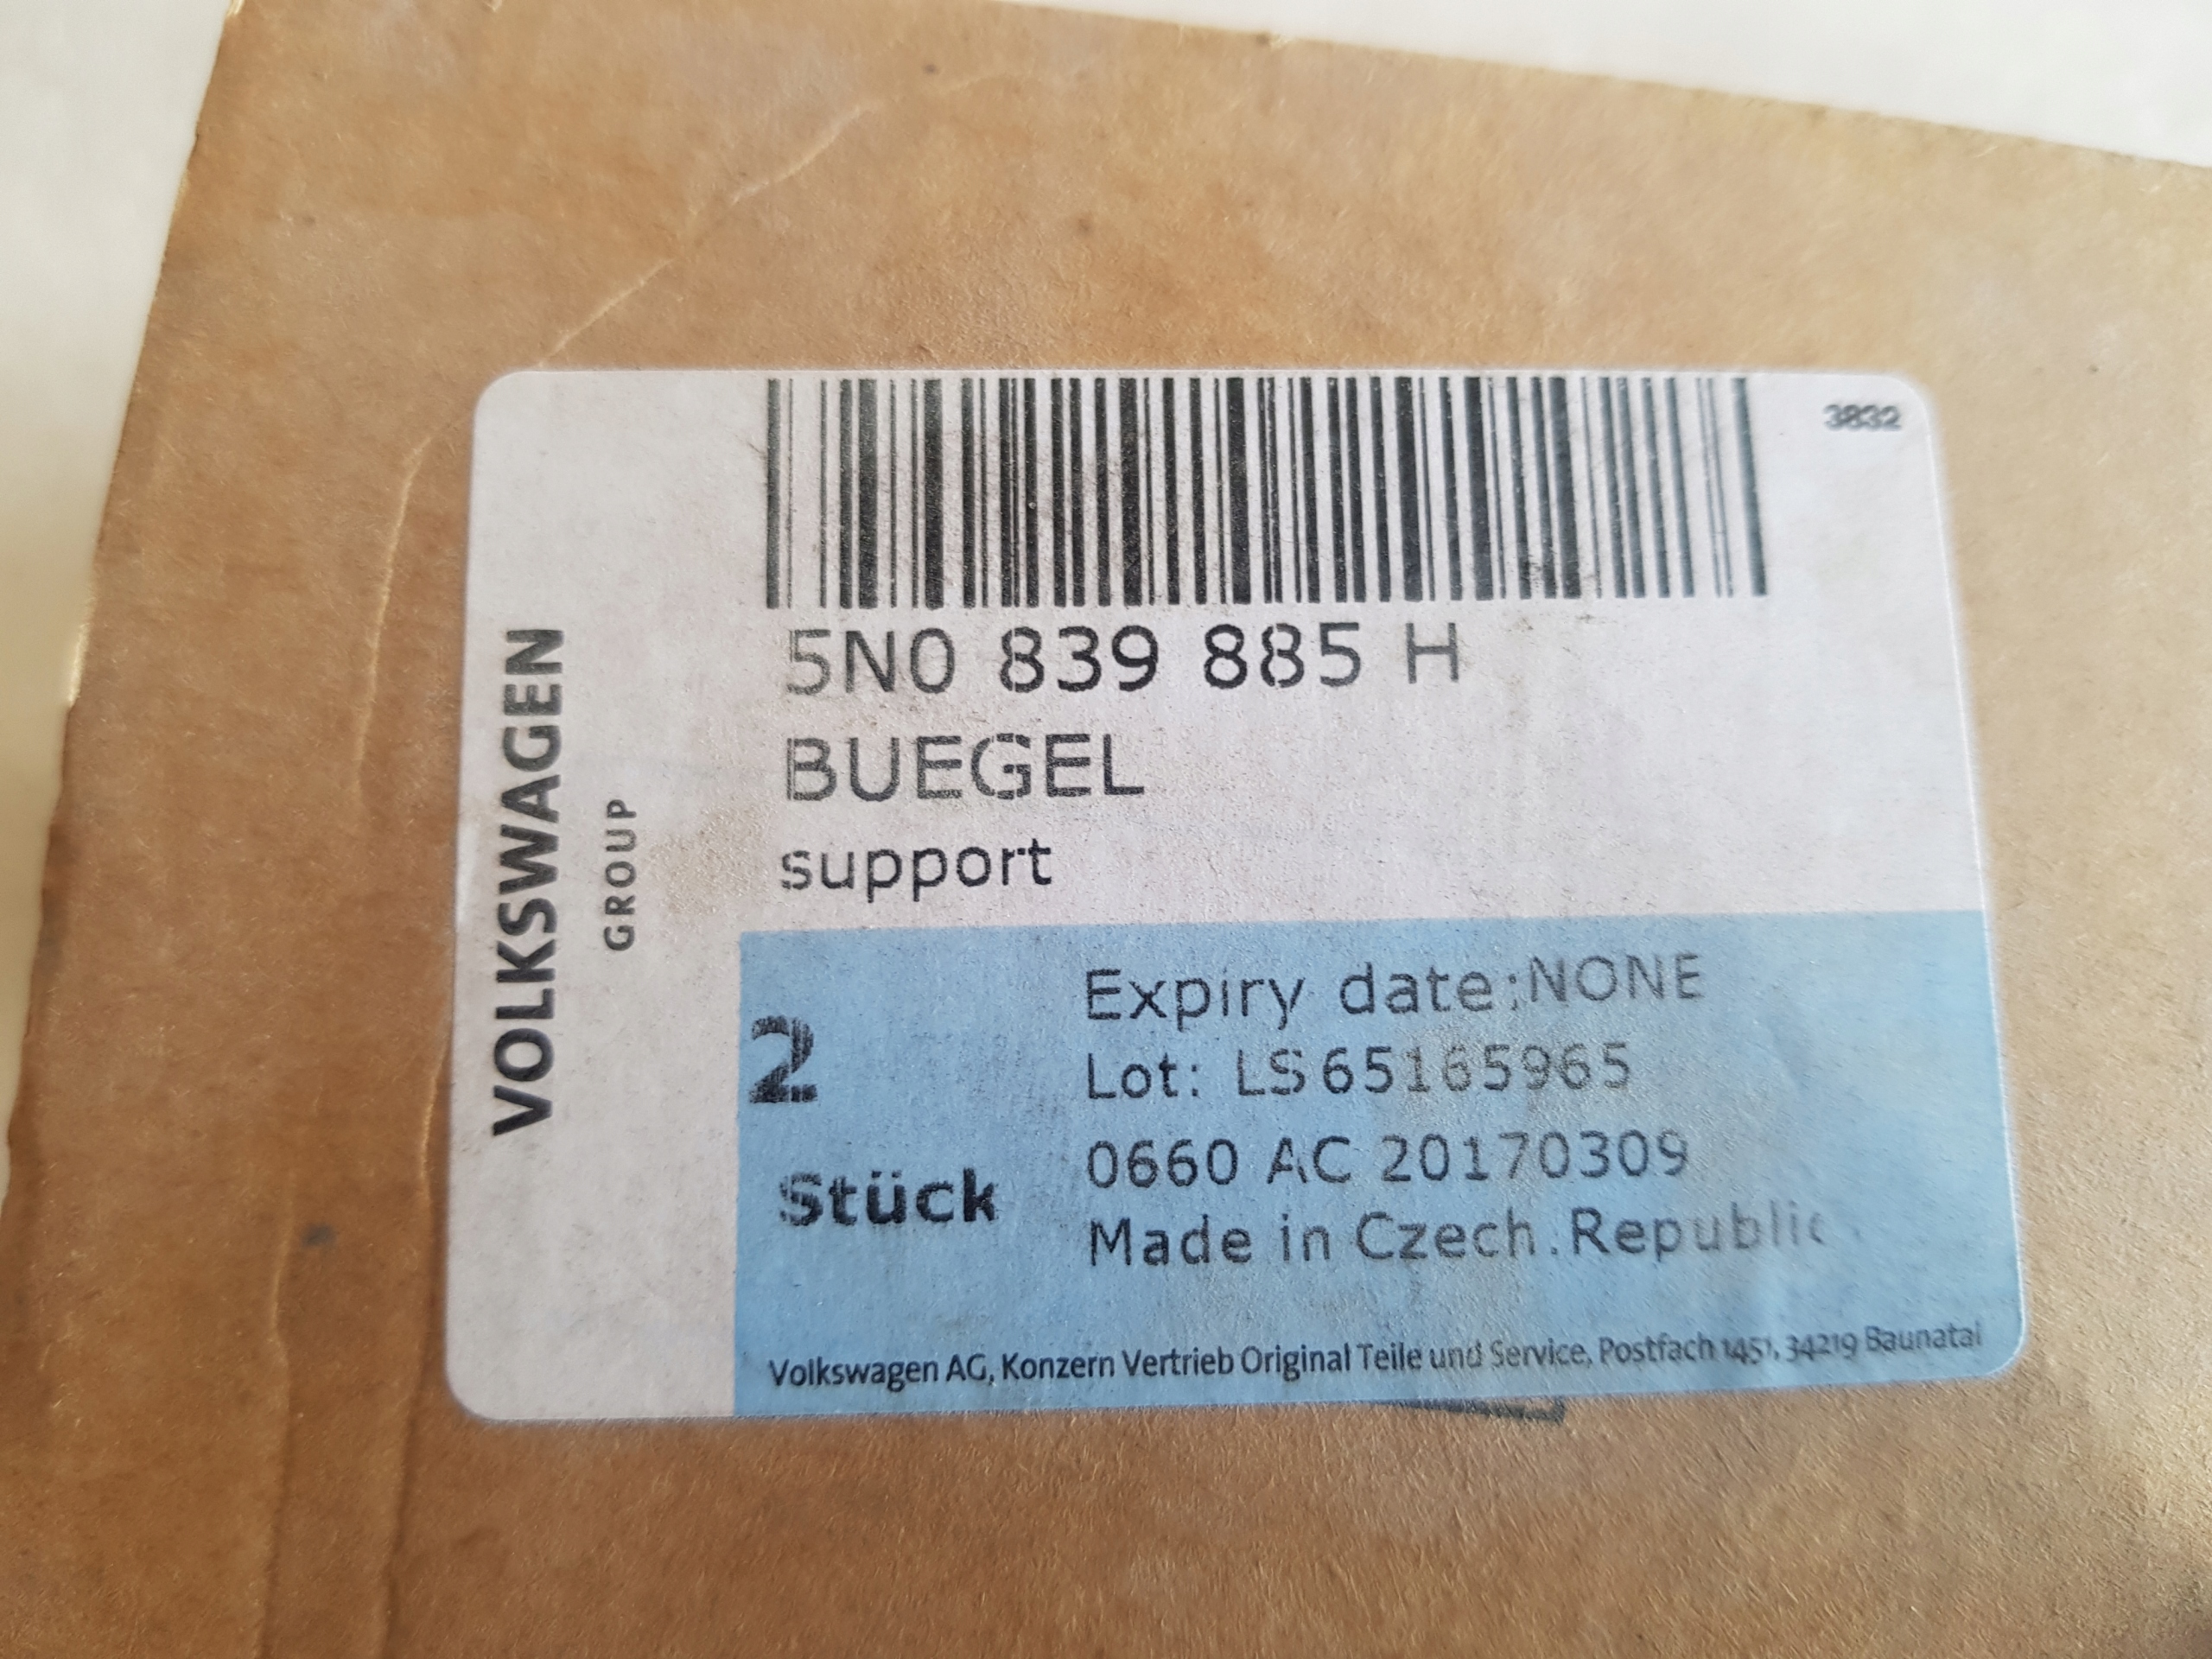 3832
5N0 839 885 H
BUEGEL
support
VOLKSWAGEN
GROUP
2
Stück
Expiry date:NONE
Lot: LS65165965
0660 AC 20170309
Made in Czech.Republic
Volkswagen AG, Konzern Vertrieb Original Teile und Service, Postfach 1451, 34219 Baunatal